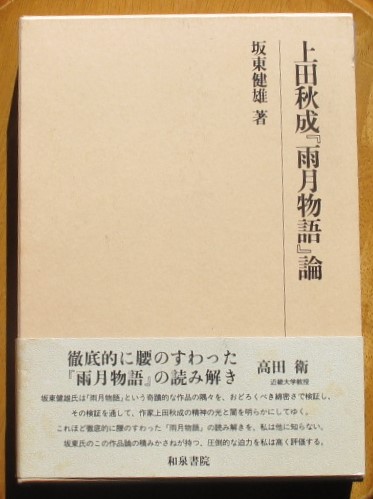 上田秋成『雨月物語』論
坂東健雄 著
徹底的に腰のすわった
『雨月物語』の読み解き
高田 衛
近畿大学教授
坂東健雄氏は『雨月物語』という奇蹟的な作品の隅々を、おどろくべき綿密さで検証し、
その検証を通して、作家上田秋成の精神の光と闇を明らかにしてゆく。
これほど徹底的に腰のすわった『雨月物語』の読み解きを、私は他に知らない。
坂東氏のこの作品論の積みかさねが持つ、圧倒的な迫力を私は高く評価する。
和泉書院